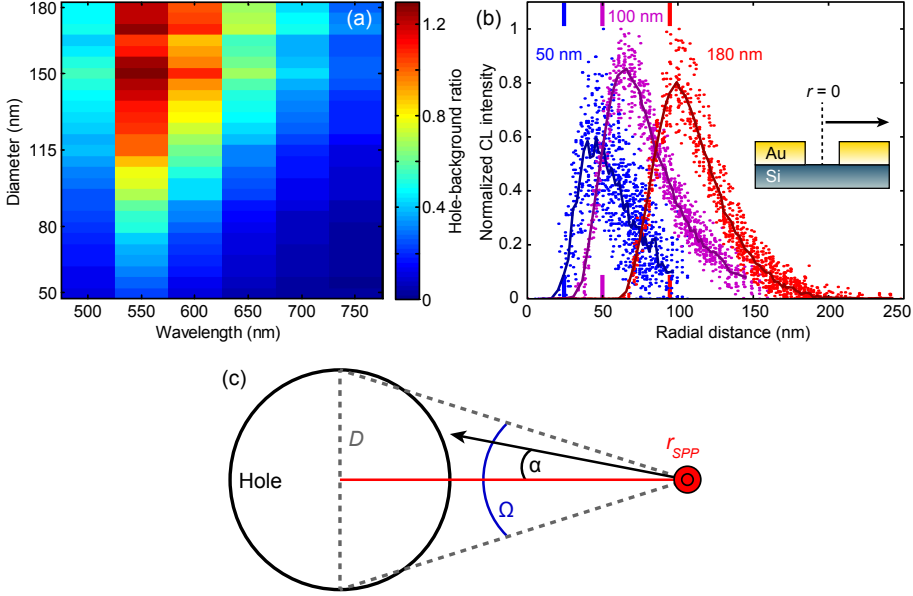 (a)
Diameter (nm)
180
150
115
80
50
500 550 600 650 700 750
Wavelength (nm)
1.2
0.8
0.4
0
Hole-background ratio
(b)
50 nm
100 nm
180 nm
Normalized CL intensity
1
0.8
0.6
0.4
0.2
0
0 50 100 150 200 250
Radial distance (nm)
r = 0
Au
Si
(c)
D
Hole
α
Ω
rSPP